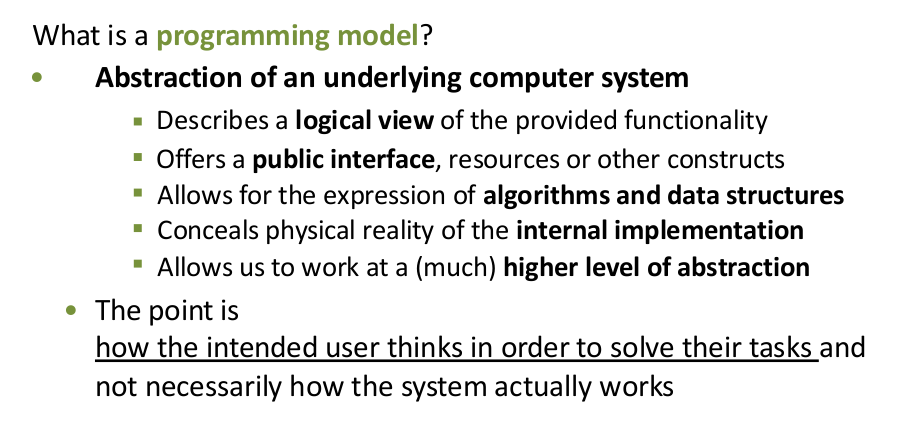 What is a programming model?
• Abstraction of an underlying computer system
▪ Describes a logical view of the provided functionality
▪ Offers a public interface, resources or other constructs
▪ Allows for the expression of algorithms and data structures
▪ Conceals physical reality of the internal implementation
▪ Allows us to work at a (much) higher level of abstraction
• The point is
how the intended user thinks in order to solve their tasks and
not necessarily how the system actually works